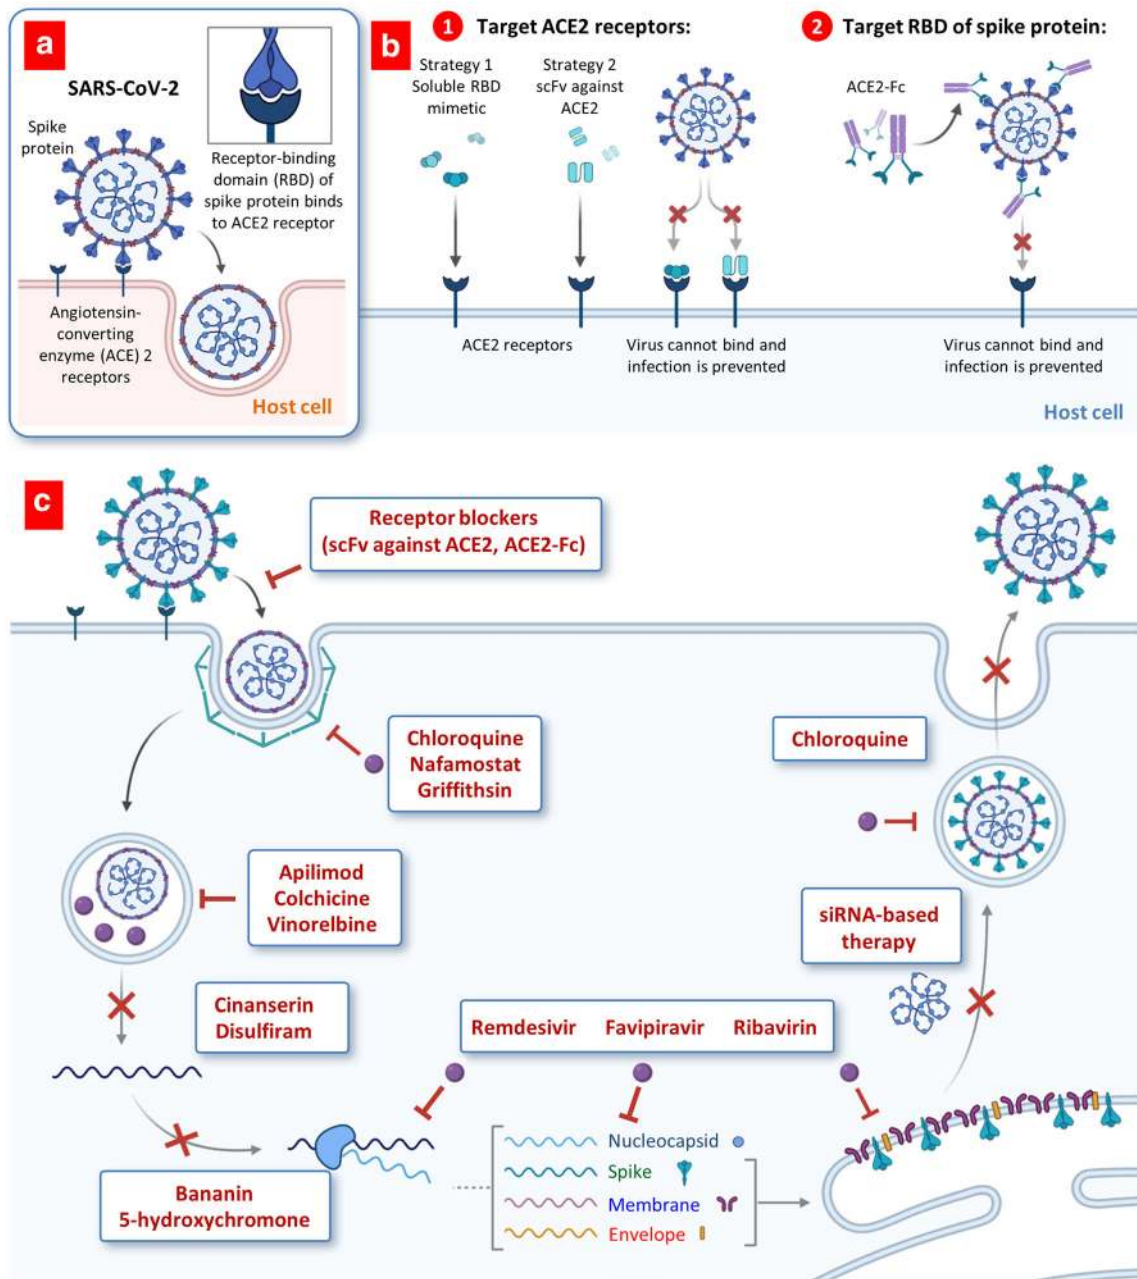 a
SARS-CoV-2
Spike
protein
Receptor-binding
domain (RBD) of
spike protein binds
to ACE2 receptor
Angiotensin-
converting
enzyme (ACE) 2
receptors
Host cell
b
1 Target ACE2 receptors:
Strategy 1
Soluble RBD
mimetic
Strategy 2
scFv against
ACE2
ACE2 receptors
Virus cannot bind and
infection is prevented
2 Target RBD of spike protein:
ACE2-Fc
Virus cannot bind and
infection is prevented
Host cell
c
Receptor blockers
(scFv against ACE2, ACE2-Fc)
Chloroquine
Nafamostat
Griffithsin
Apilimod
Colchicine
Vinorelbine
Cinanserin
Disulfiram
Bananin
5-hydroxychromone
Remdesivir Favipiravir Ribavirin
Nucleocapsid
Spike
Membrane
Envelope
siRNA-based
therapy
Chloroquine